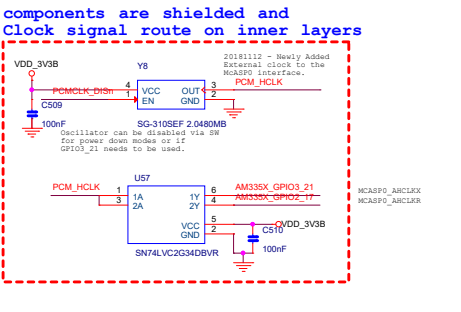 components are shielded and
Clock signal route on inner layers
VDD_3V3B
Y8
20181112 - Newly Added
External clock to the
McASP0 interface.
PCMCLK_DISn
4 VCC OUT 3 PCM_HCLK
1 EN GND 2
C509
100nF
SG-310SEF 2.0480MB
Oscillator can be disabled via SW
for power down modes or if
GPIO3_21 needs to be used.
U57
PCM_HCLK 1 1A 1Y 6 AM335X_GPIO3_21 MCASP0_AHCLKX
3 2A 2Y 4 AM335X_GPIO2_17 MCASP0_AHCLKR
VCC 5 VDD_3V3B
GND 2 C510
100nF
SN74LVC2G34DBVR